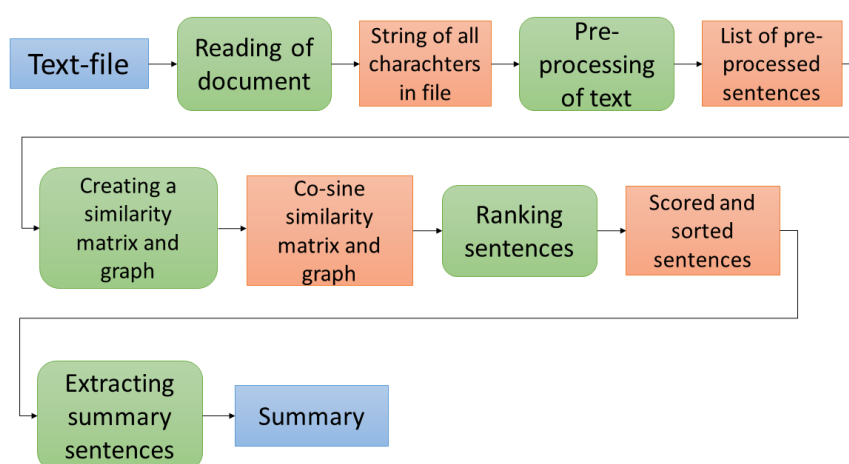 Text-file
Reading of
document
String of all
charachters
in file
Pre-
processing
of text
List of pre-
processed
sentences
Creating a
similarity
matrix and
graph
Co-sine
similarity
matrix and
graph
Ranking
sentences
Scored and
sorted
sentences
Extracting
summary
sentences
Summary